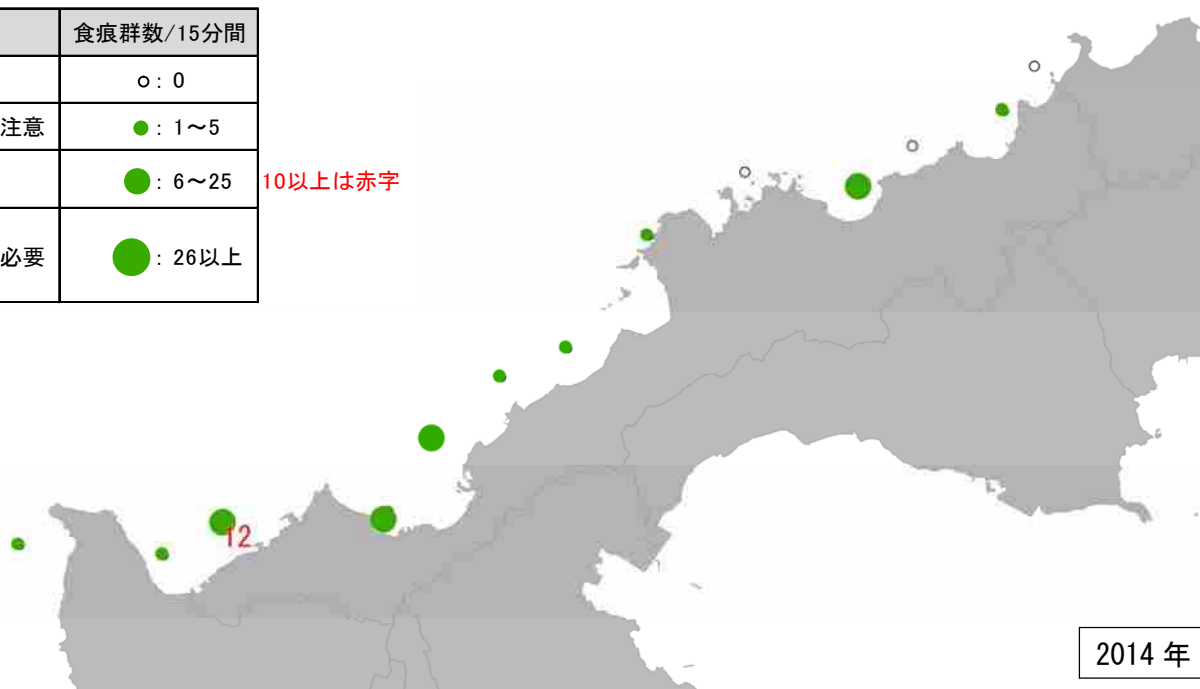 食痕群数/15分間
○: 0
注意 ●: 1～5
●: 6～25 10以上は赤字
必要 ●: 26以上
12
2014 年